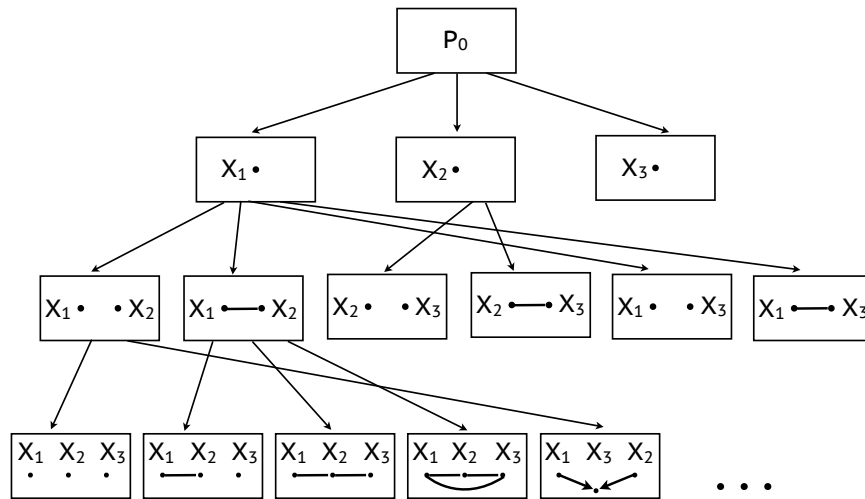 P₀
X₁ X₂ X₃
X₁ X₂ X₁ X₂ X₂ X₃ X₂ X₃ X₁ X₃ X₁ X₃
X₁ X₂ X₃ X₁ X₂ X₃ X₁ X₂ X₃ X₁ X₂ X₃ X₁ X₃ X₂